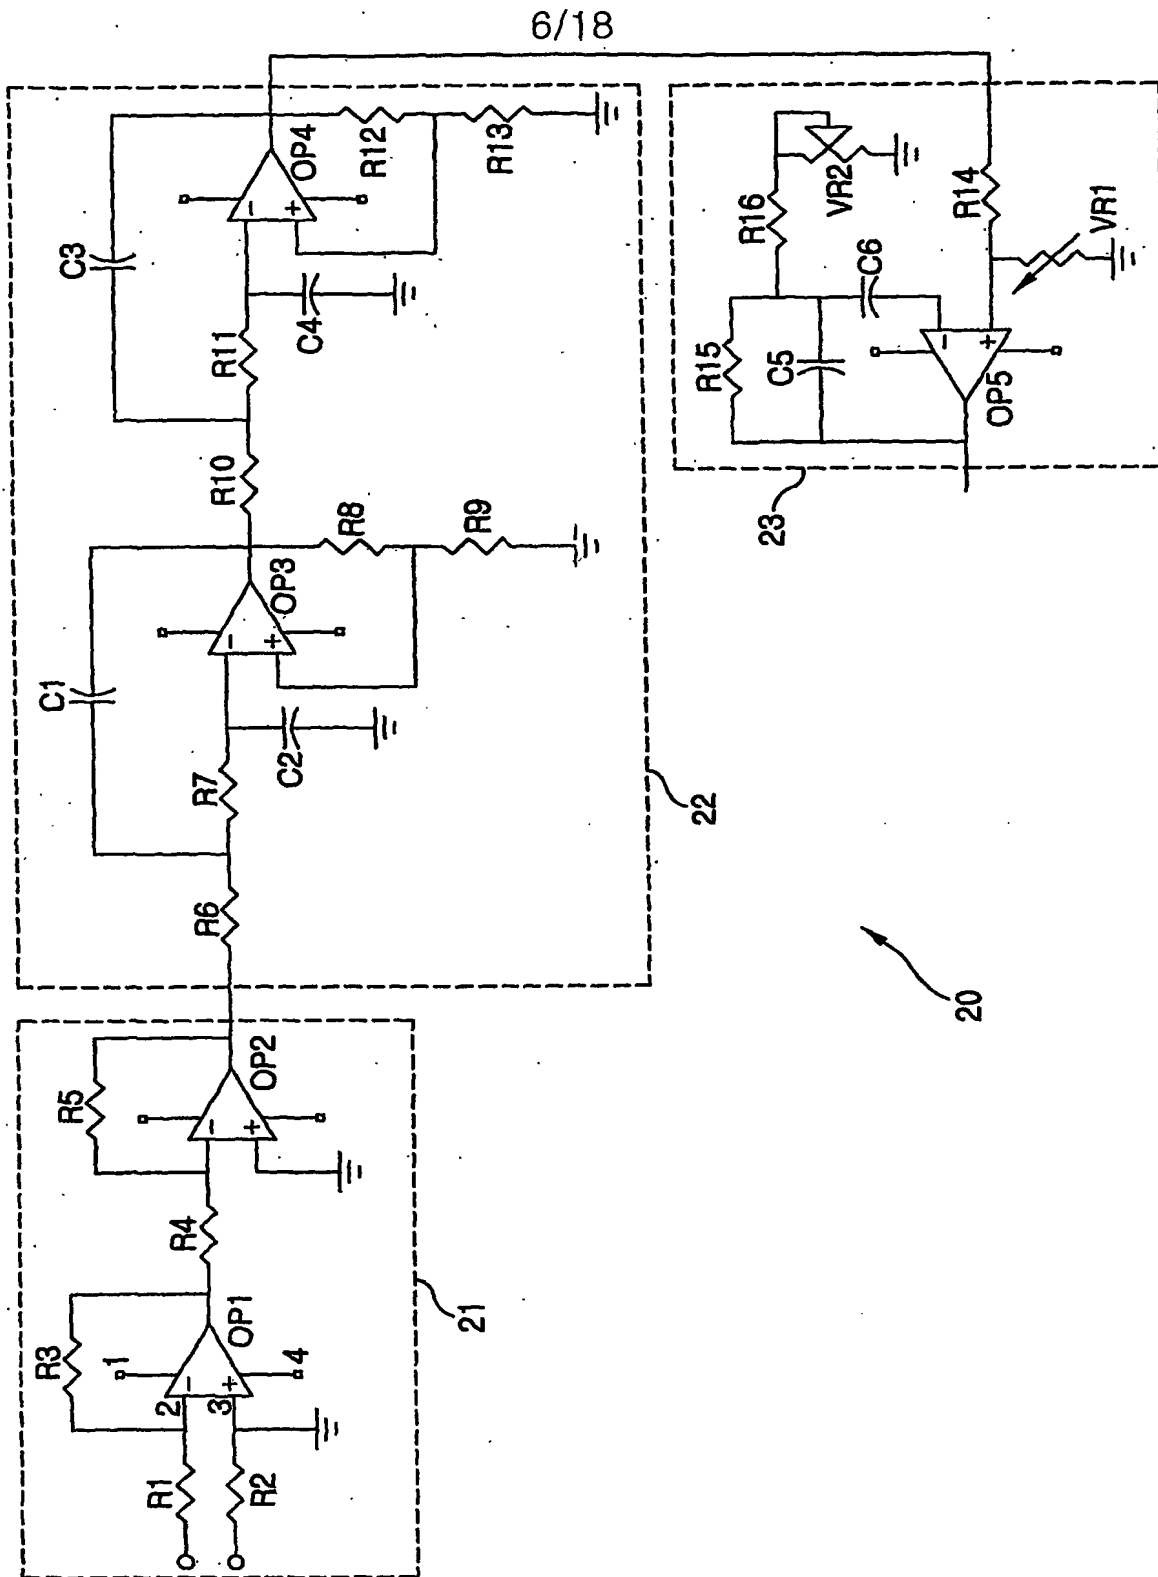 6/18
C3
OP4
R12
R13
R11
C4
R10
C1
OP3
R8
R9
R7
C2
R6
22
R5
OP2
R4
R3
1
OP1
2
3
4
R1
R2
21
R16
VR2
R15
C5
C6
R14
VR1
OP5
23
20
-
+
-
+
-
+
-
+
-
+